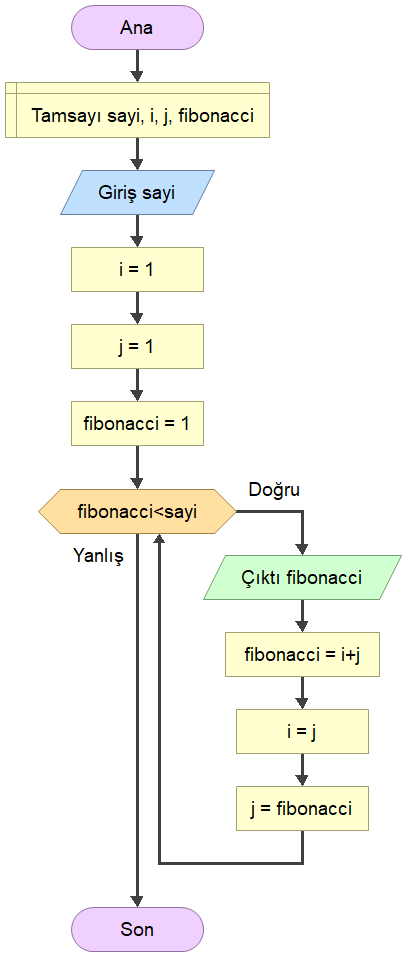 Ana
Tamsayı sayi, i, j, fibonacci
Giriş sayi
i = 1
j = 1
fibonacci = 1
fibonacci<sayi
Doğru
Yanlış
Çıktı fibonacci
fibonacci = i+j
i = j
j = fibonacci
Son